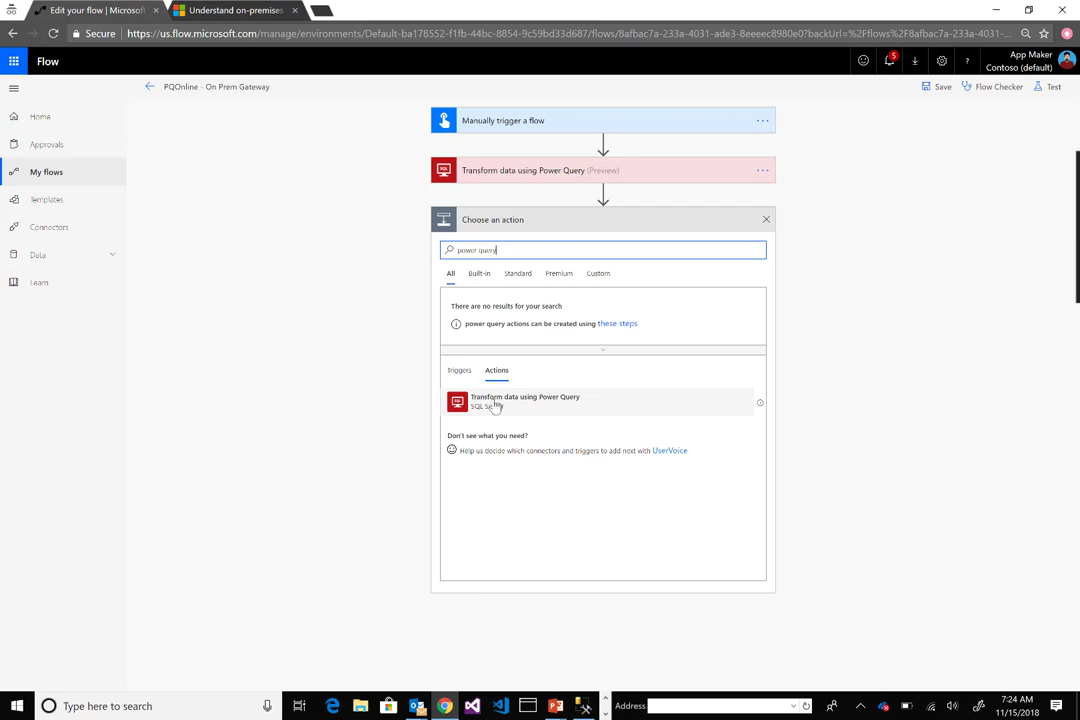 Edit your flow | Microsof
Understand on-premises
Secure
https://us.flow.microsoft.com/manage/environments/Default-ba178552-f1fb-44bc-8854-9c59bd33d687/flows/8afbac7a-233a-4031-ade3-8eeeec8980e0?backUrl=%2Fflows%2F8afbac7a-233a-4031-...
Flow
5
?
App Maker
Contoso (default)
PQOnline - On Prem Gateway
Save
Flow Checker
Test
Home
Approvals
My flows
Templates
Connectors
Data
Learn
Manually trigger a flow
Transform data using Power Query (Preview)
Choose an action
power query
All
Built-in
Standard
Premium
Custom
There are no results for your search
power query actions can be created using these steps
Triggers
Actions
Transform data using Power Query
Don't see what you need?
Help us decide which connectors and triggers to add next with UserVoice
Type here to search
Address
7:24 AM
11/15/2018